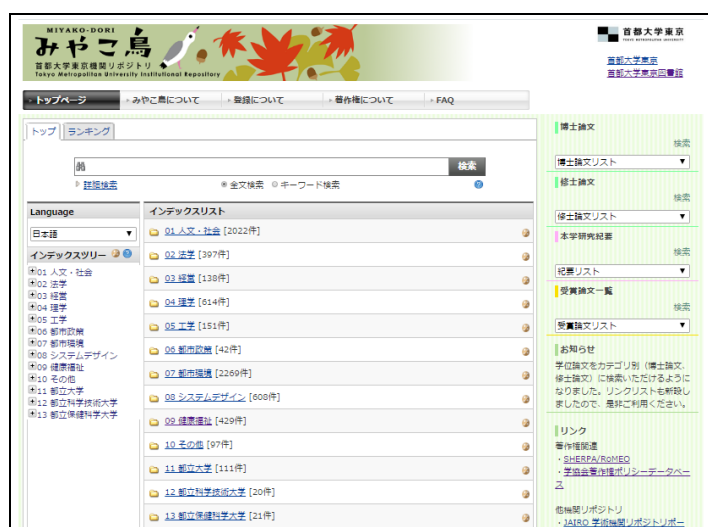 MIYAKO-DORI
みやこ鳥
首都大学東京機関リポジトリ
Tokyo Metropolitan University Institutional Repository
首都大学東京
TOKYO METROPOLITAN UNIVERSITY
首都大学東京
首都大学東京図書館
トップページ
みやこ鳥について
登録について
著作権について
FAQ
トップ
ランキング
検索
詳細検索
全文検索 キーワード検索
Language
日本語
インデックスツリー
01 人文・社会
02 法学
03 経営
04 理学
05 工学
06 都市政策
07 都市環境
08 システムデザイン
09 健康福祉
10 その他
11 都立大学
12 都立科学技術大学
13 都立保健科学大学
インデックスリスト
01 人文・社会 [2022件]
02 法学 [397件]
03 経営 [138件]
04 理学 [614件]
05 工学 [151件]
06 都市政策 [42件]
07 都市環境 [2269件]
08 システムデザイン [608件]
09 健康福祉 [429件]
10 その他 [97件]
11 都立大学 [111件]
12 都立科学技術大学 [20件]
13 都立保健科学大学 [21件]
博士論文
検索
博士論文リスト
修士論文
検索
修士論文リスト
本学研究紀要
検索
紀要リスト
受賞論文一覧
検索
受賞論文リスト
お知らせ
学位論文をカテゴリ別（博士論文、
修士論文）に検索いただけるように
なりました。リンクリストも新設し
ましたので、是非ご利用ください。
リンク
著作権関連
・SHERPA/RoMEO
・学協会著作権ポリシーデータベー
ス
他機関リポジトリ
・JAIRO 学術機関リポジトリポー